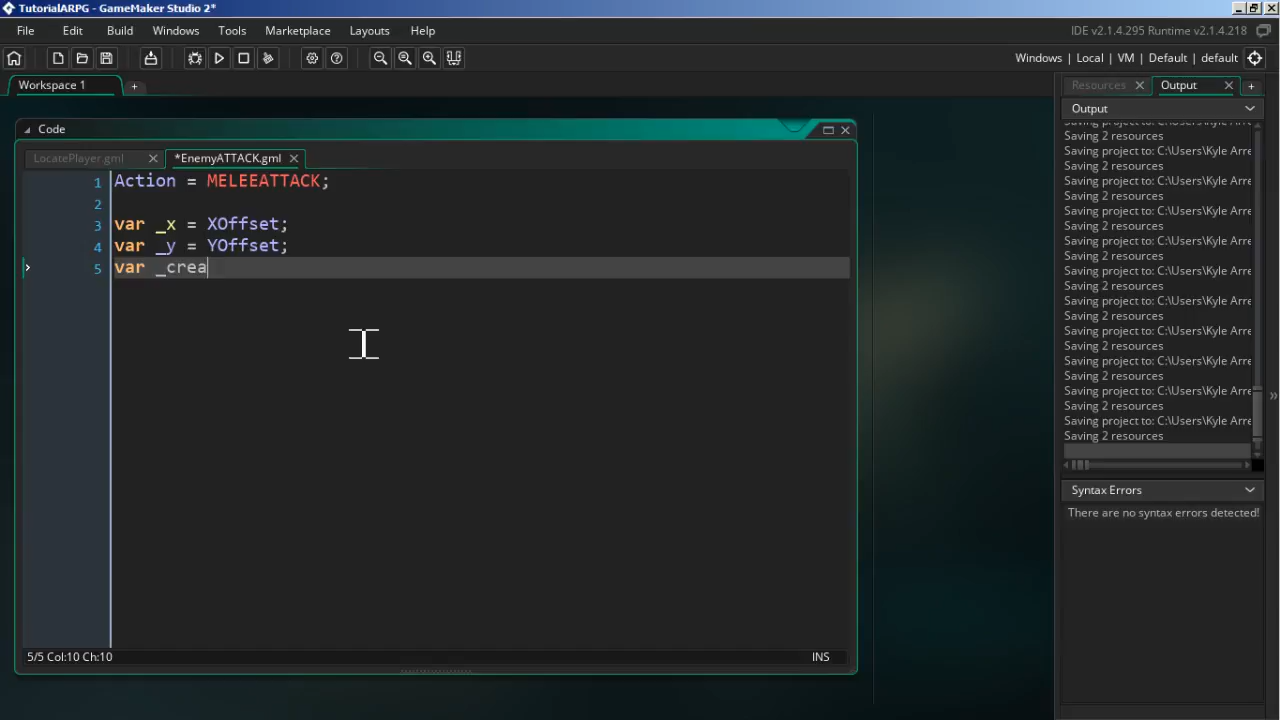 TutorialARPG - GameMaker Studio 2*
File Edit Build Windows Tools Marketplace Layouts Help
IDE v2.1.4.295 Runtime v2.1.4.218
Windows | Local | VM | Default | default
Workspace 1
Resources
Output
Code
LocatePlayer.gml
*EnemyATTACK.gml
1 Action = MELEEATTACK;
2
3 var _x = XOffset;
4 var _y = YOffset;
5 var _crea
5/5 Col:10 Ch:10
INS
Output
Saving project to: C:\Users\Kyle Arre
Saving 2 resources
Saving project to: C:\Users\Kyle Arre
Saving 2 resources
Saving project to: C:\Users\Kyle Arre
Saving 2 resources
Saving project to: C:\Users\Kyle Arre
Saving 2 resources
Saving project to: C:\Users\Kyle Arre
Saving 2 resources
Saving project to: C:\Users\Kyle Arre
Saving 2 resources
Saving project to: C:\Users\Kyle Arre
Saving 2 resources
Saving project to: C:\Users\Kyle Arre
Saving 2 resources
Saving project to: C:\Users\Kyle Arre
Saving 2 resources
Saving project to: C:\Users\Kyle Arre
Saving 2 resources
Saving project to: C:\Users\Kyle Arre
Saving 2 resources
Syntax Errors
There are no syntax errors detected!